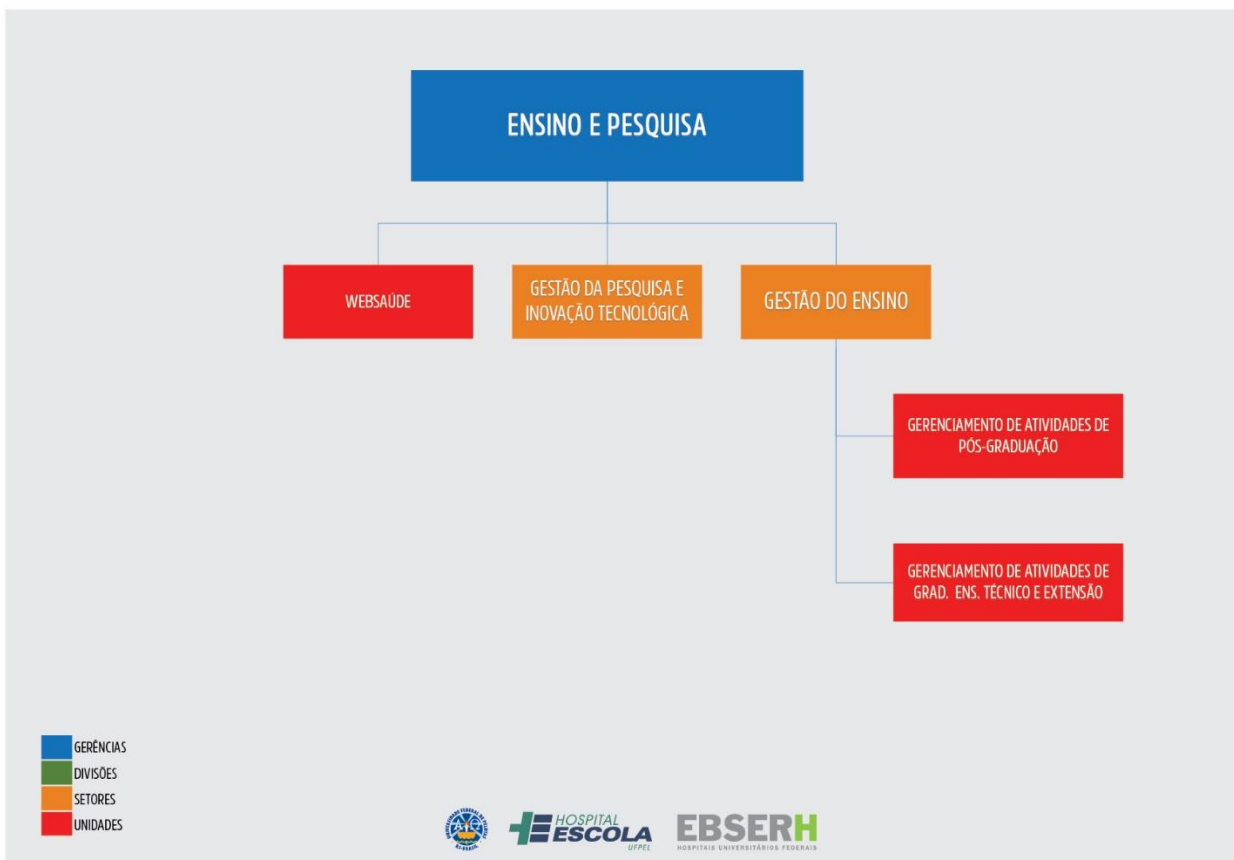 ENSINO E PESQUISA
WEBSAÚDE
GESTÃO DA PESQUISA E
INOVAÇÃO TECNOLÓGICA
GESTÃO DO ENSINO
GERENCIAMENTO DE ATIVIDADES DE
PÓS-GRADUAÇÃO
GERENCIAMENTO DE ATIVIDADES DE
GRAD. ENS. TÉCNICO E EXTENSÃO
GERÊNCIAS
DIVISÕES
SETORES
UNIDADES
HOSPITAL
ESCOLA
UFPEL
EBSERH
HOSPITAIS UNIVERSITÁRIOS FEDERAIS